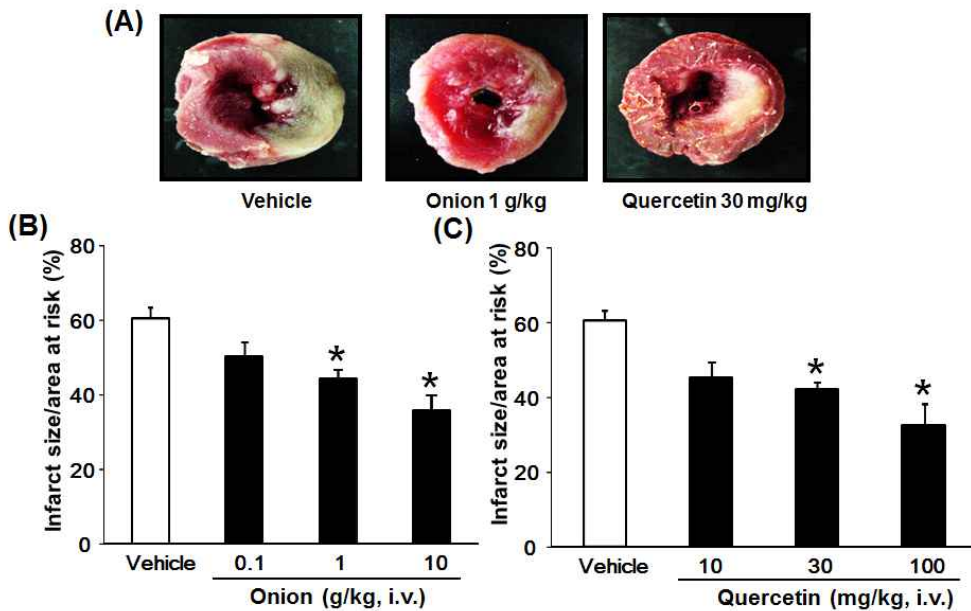 (A)
Vehicle
Onion 1 g/kg
Quercetin 30 mg/kg
(B)
Infarct size/area at risk (%)
80
60
40
20
0
*
*
Vehicle
0.1
1
10
Onion (g/kg, i.v.)
(C)
Infarct size/area at risk (%)
80
60
40
20
0
*
*
Vehicle
10
30
100
Quercetin (mg/kg, i.v.)